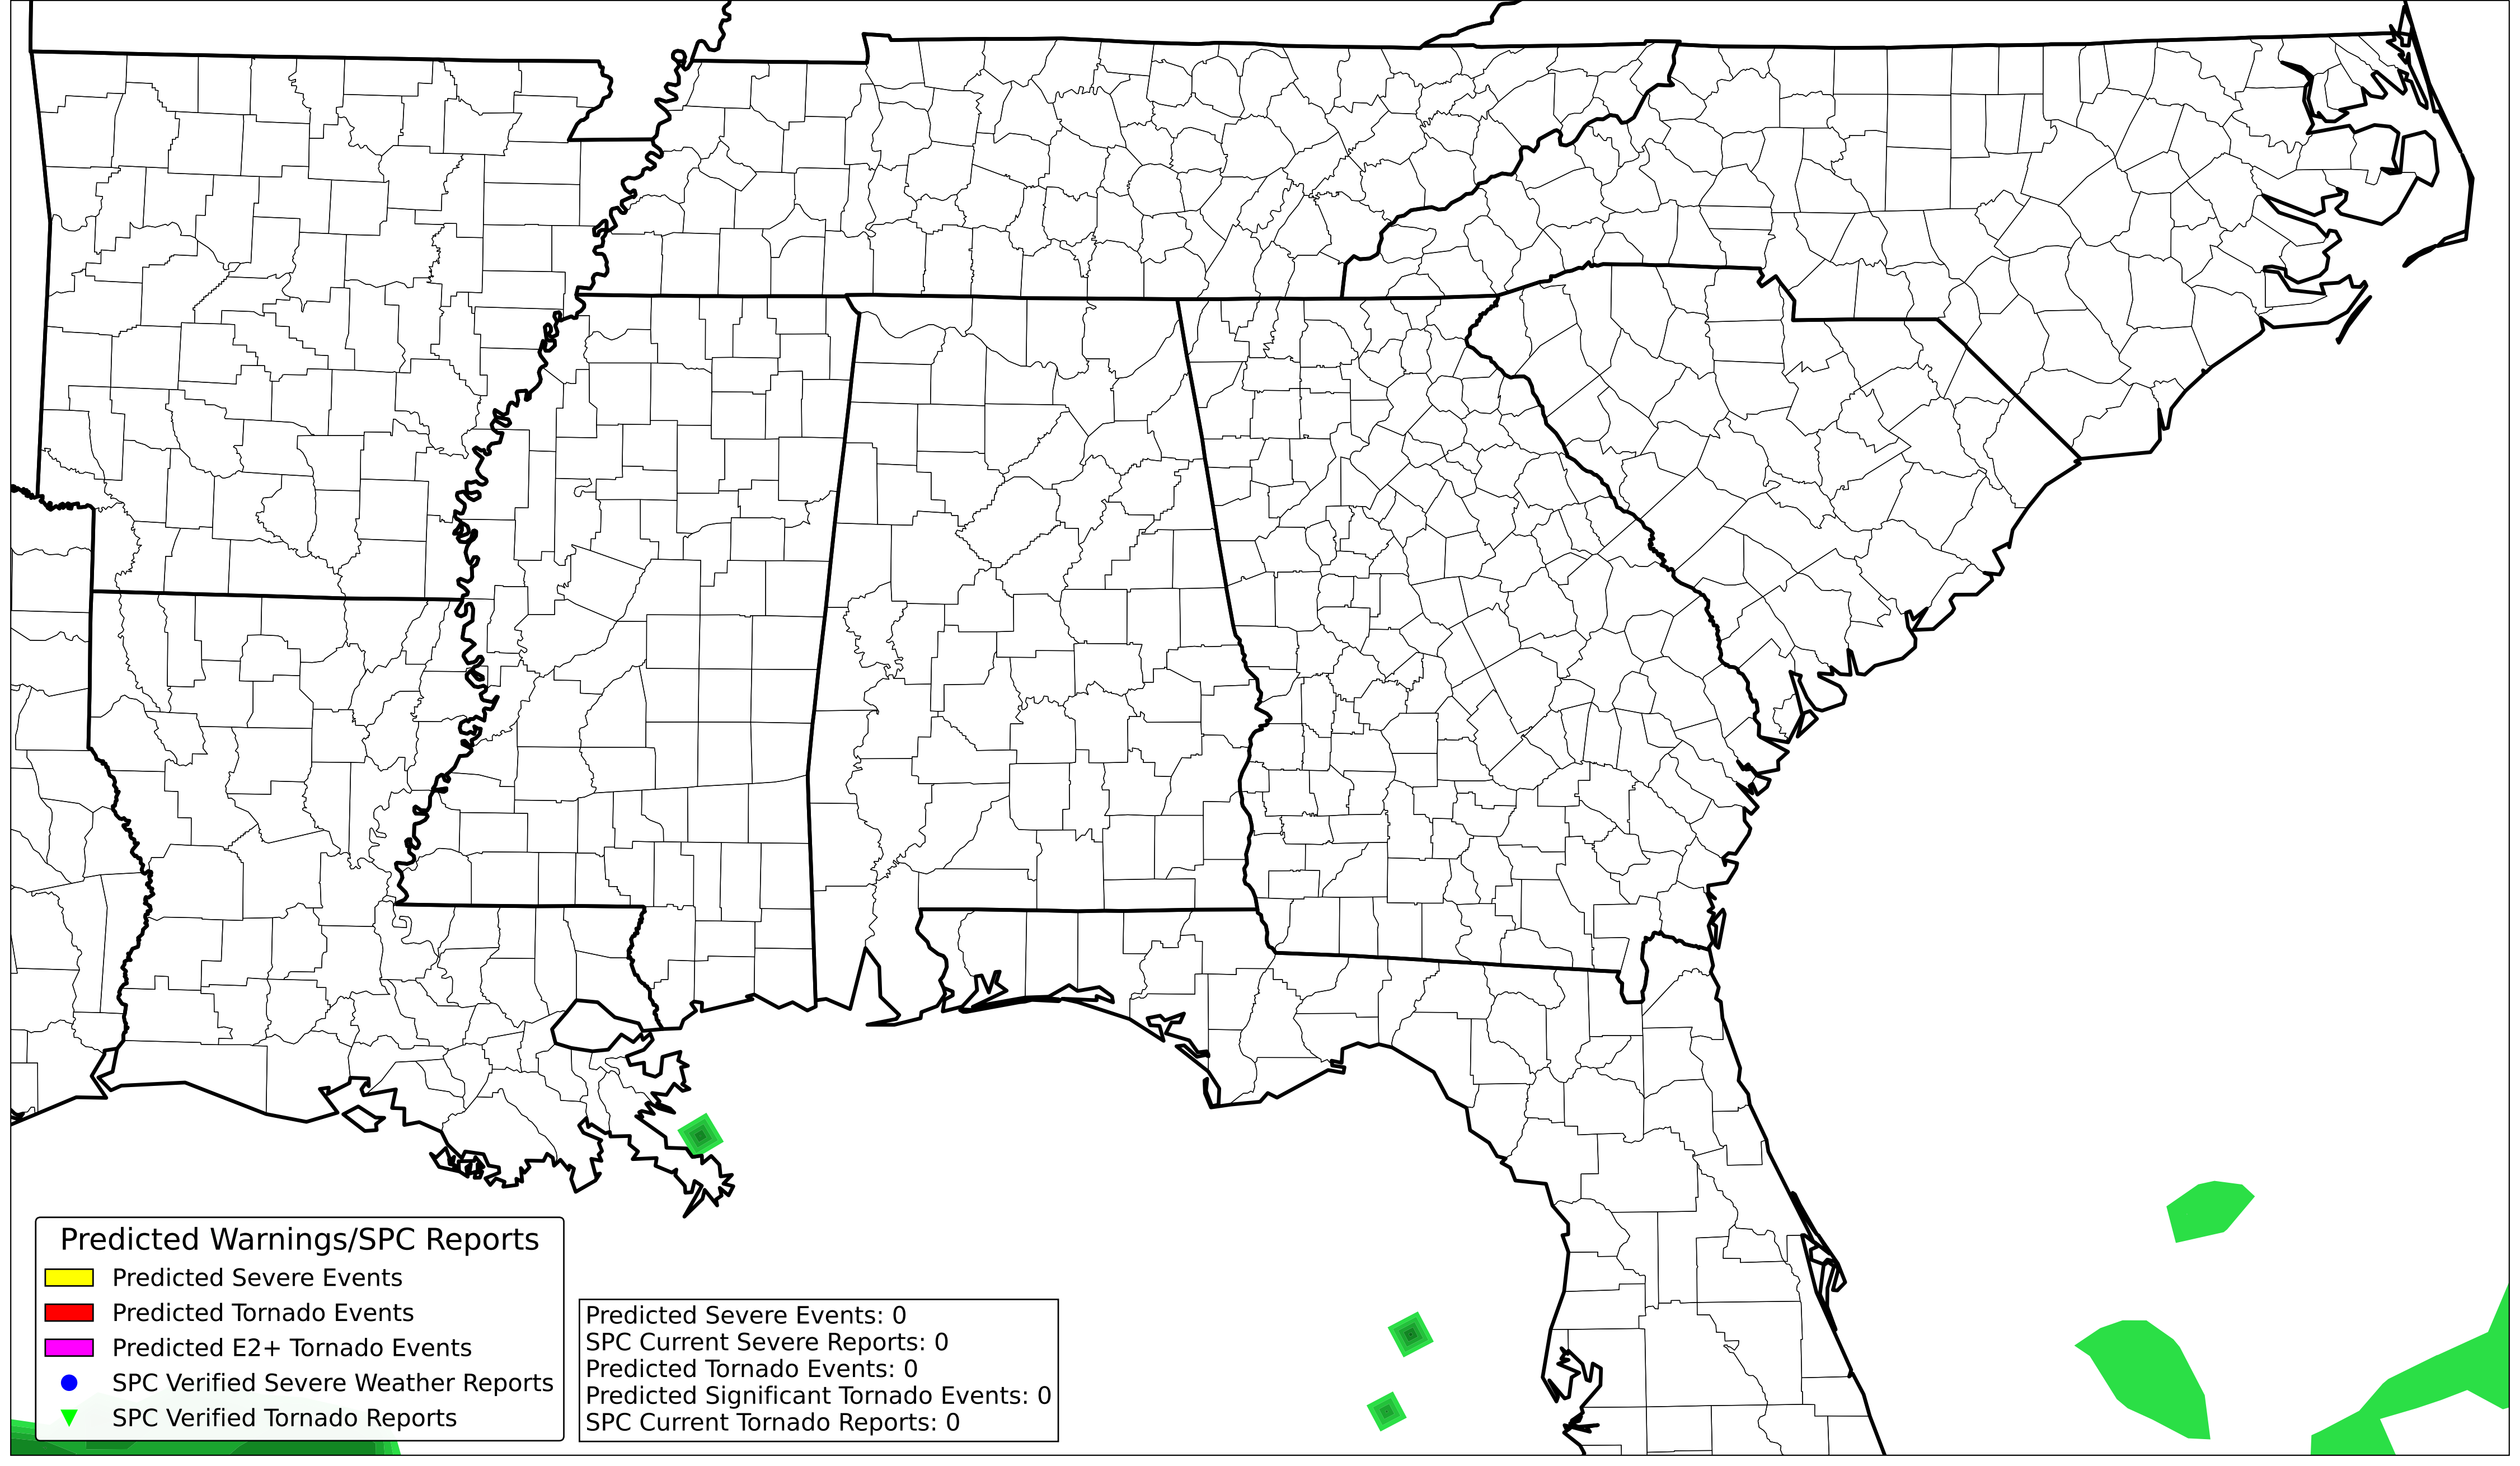 Predicted Warnings/SPC Reports
Predicted Severe Events
Predicted Tornado Events
Predicted E2+ Tornado Events
SPC Verified Severe Weather Reports
SPC Verified Tornado Reports
Predicted Severe Events: 0
SPC Current Severe Reports: 0
Predicted Tornado Events: 0
Predicted Significant Tornado Events: 0
SPC Current Tornado Reports: 0